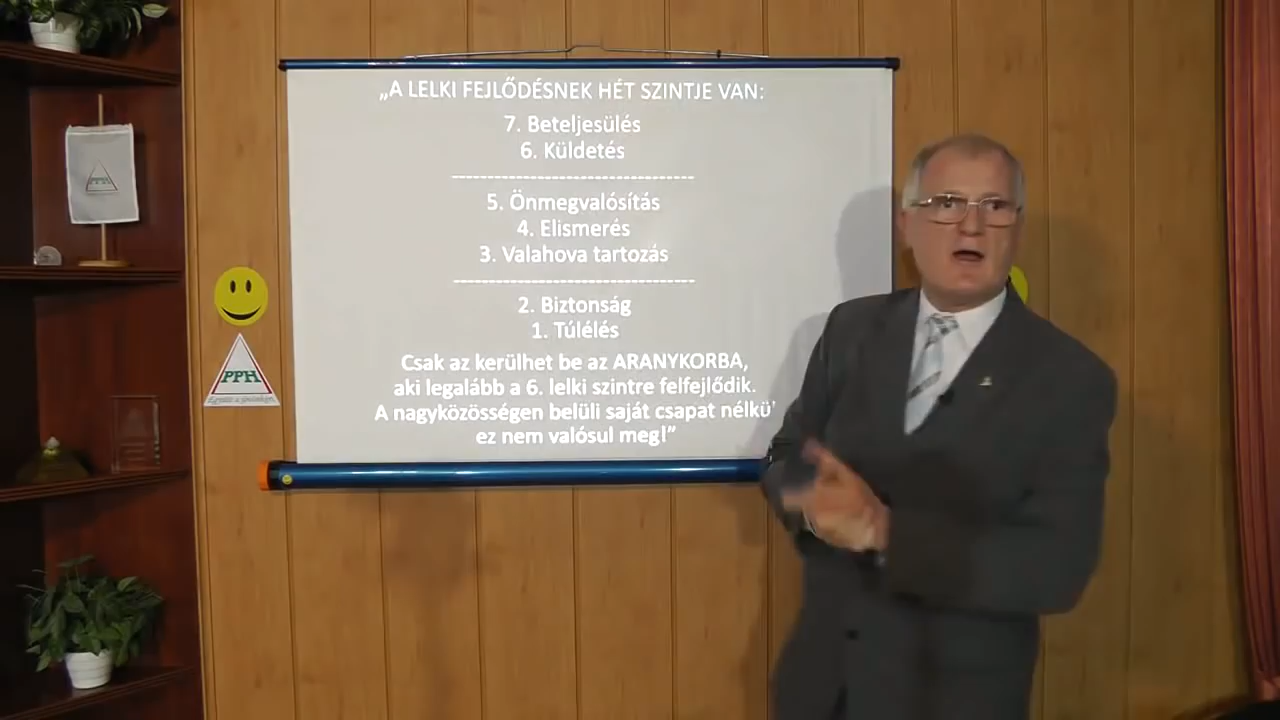 „A LELKI FEJLŐDÉSNEK HÉT SZINTJE VAN:
7. Beteljesülés
6. Küldetés
--------------------------------
5. Önmegvalósítás
4. Elismerés
3. Valahova tartozás
--------------------------------
2. Biztonság
1. Túlélés
Csak az kerülhet be az ARANYKORBA,
aki legalább a 6. lelki szintre felfejlődik.
A nagyközösségen belüli saját csapat nélkül
ez nem valósul meg!”
PPH